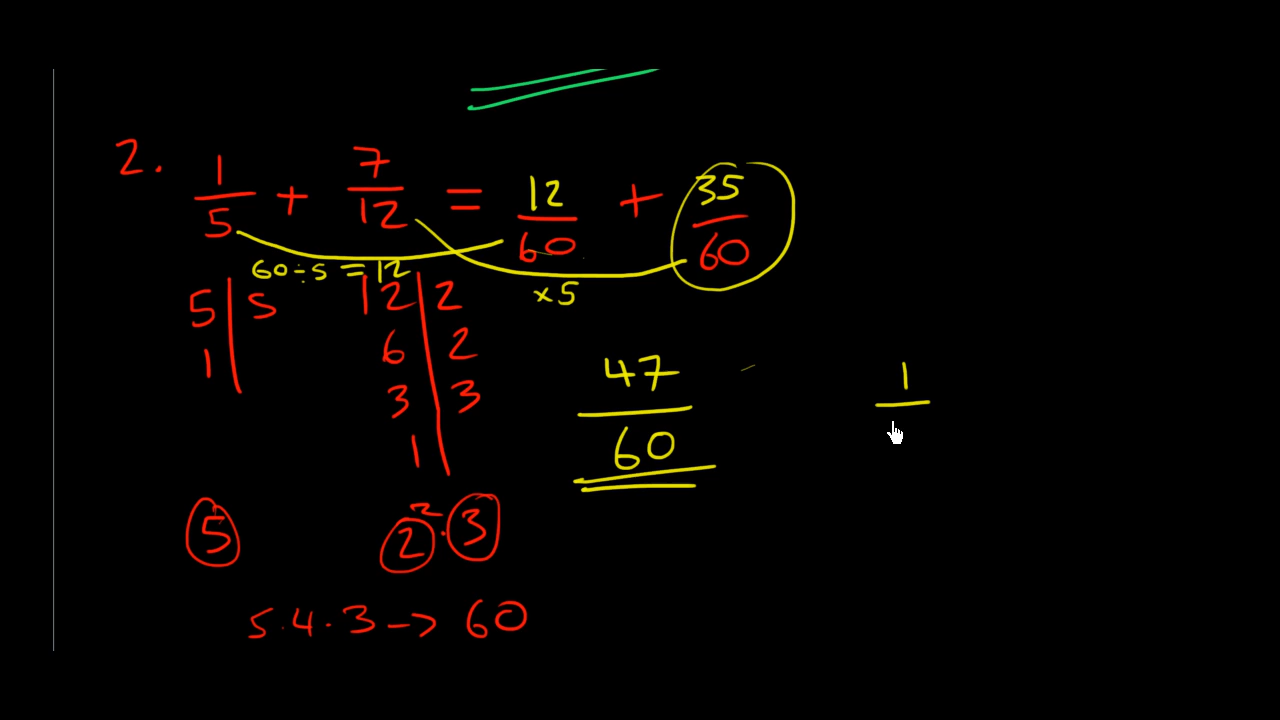 2. 1/5 + 7/12 = 12/60 + 35/60
60÷5 = 12
×5
5 | 5 12 | 2
1 | 6 | 2
3 | 3
1 |
47/60
1
5 2² · 3
5·4·3 -> 60